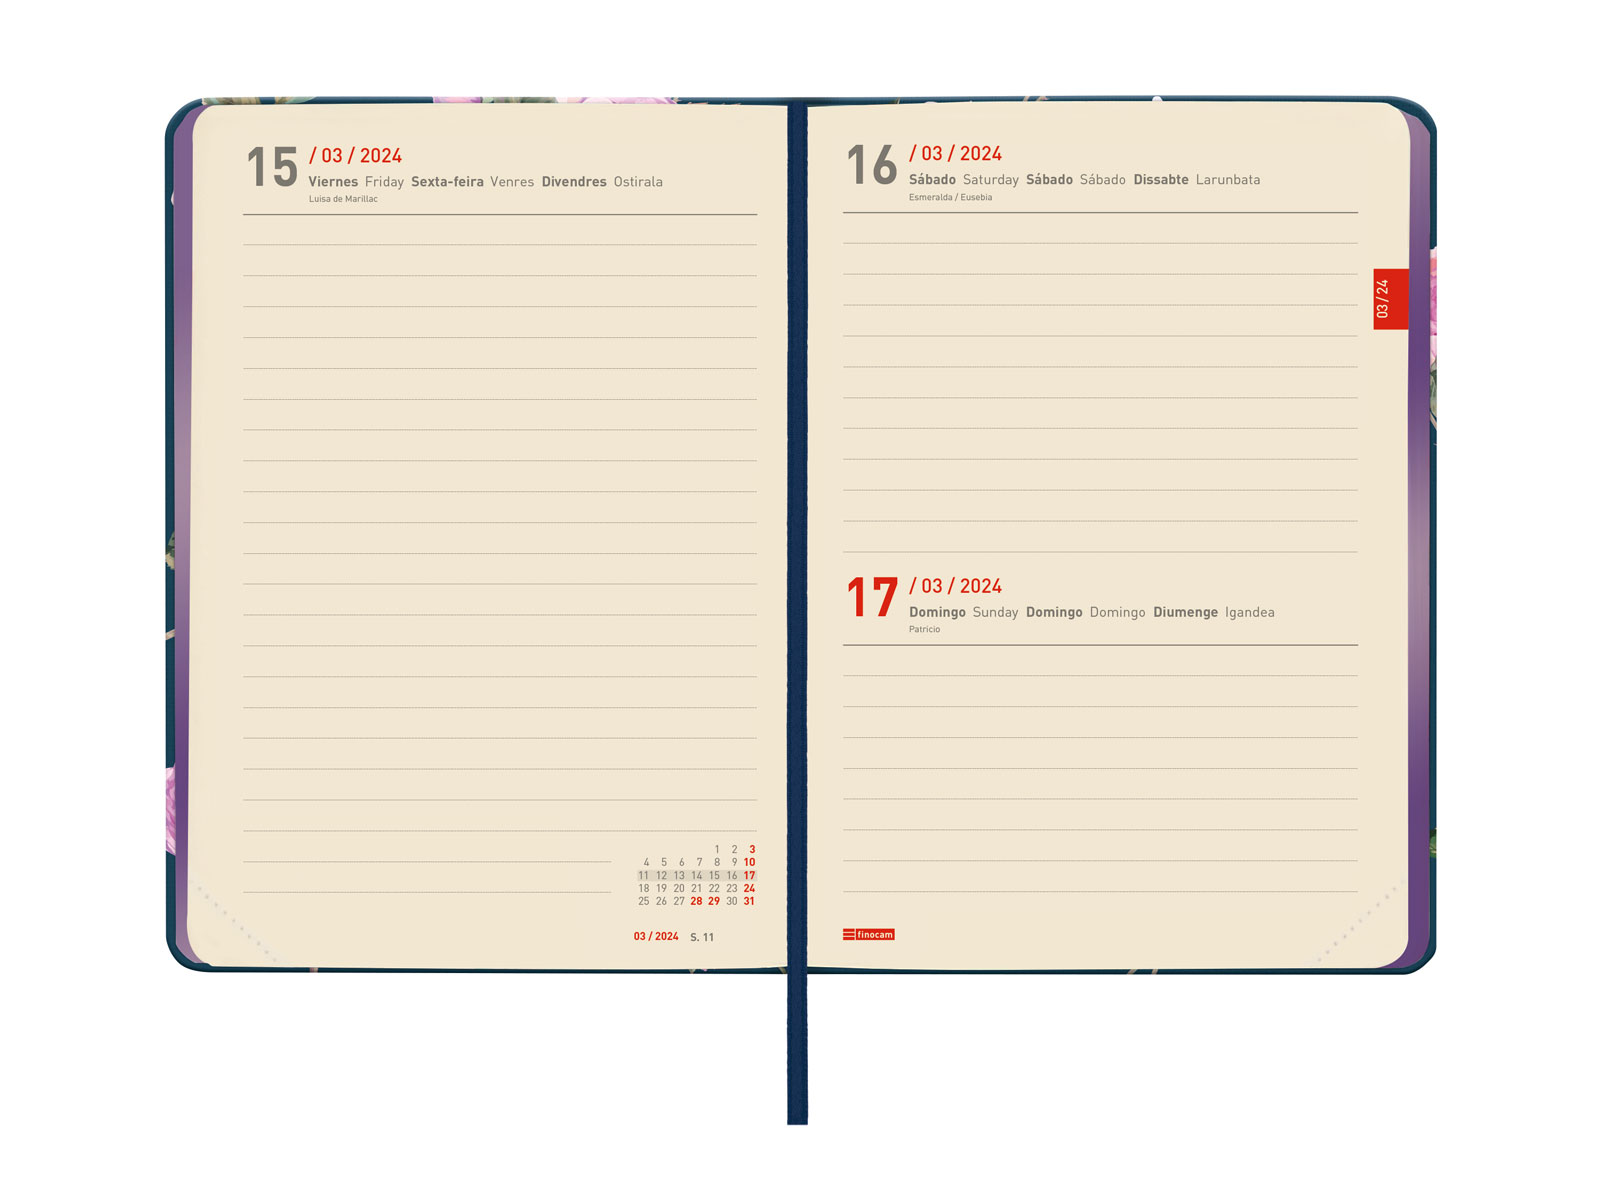 15 / 03 / 2024
Viernes Friday Sexta-feira Venres Divendres Ostirala
Luisa de Marillac
1 2 3
4 5 6 7 8 9 10
11 12 13 14 15 16 17
18 19 20 21 22 23 24
25 26 27 28 29 30 31
03 / 2024 S. 11
16 / 03 / 2024
Sábado Saturday Sábado Sábado Dissabte Larunbata
Esmeralda / Eusebia
03 / 24
17 / 03 / 2024
Domingo Sunday Domingo Domingo Diumenge Igandea
Patricio
finocam